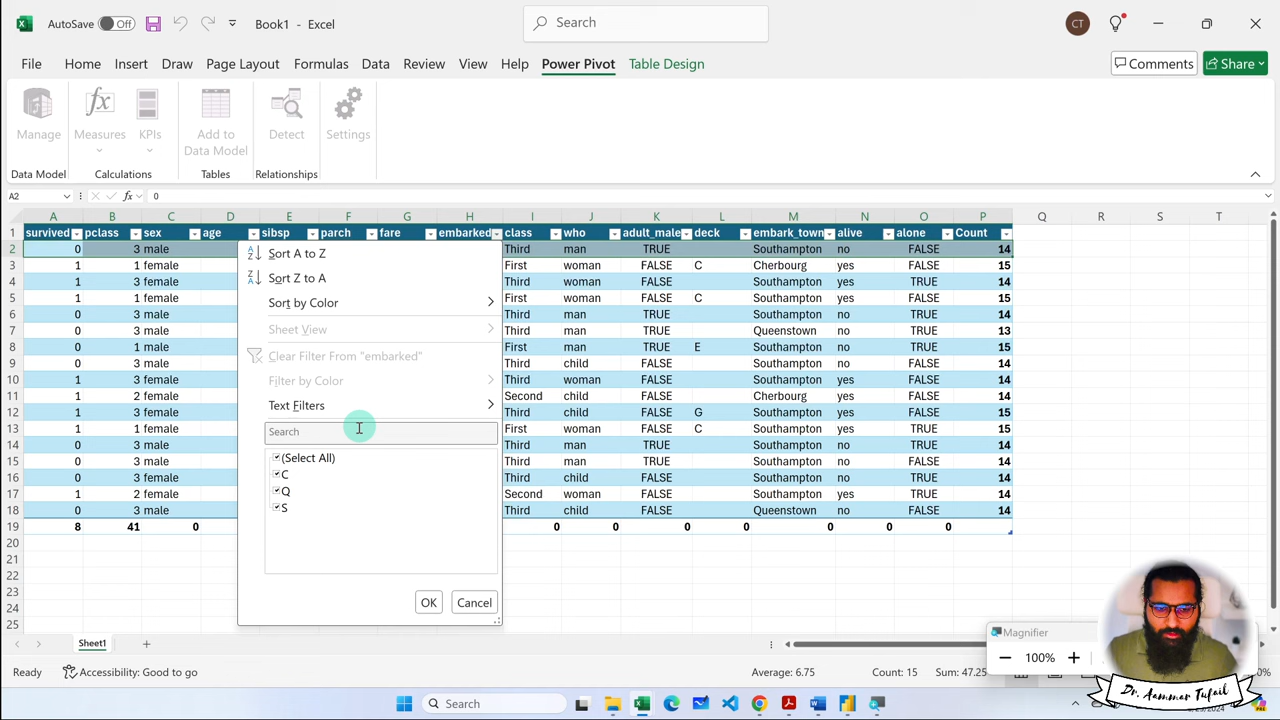 AutoSave Off Book1 - Excel Search CT
File Home Insert Draw Page Layout Formulas Data Review View Help Power Pivot Table Design Comments Share
Manage Measures KPIs Add to Data Model Detect Settings
Data Model Calculations Tables Relationships
A2 fx 0
A B C D E F G H I J K L M N O P Q R S T
1 survived pclass sex age sibsp parch fare embarked class who adult_male deck embark_town alive alone Count
2 0 3 male Third man TRUE Southampton no FALSE 14
3 1 1 female First woman FALSE C Cherbourg yes FALSE 15
4 1 3 female Third woman FALSE Southampton yes TRUE 14
5 1 1 female First woman FALSE C Southampton yes FALSE 15
6 0 3 male Third man TRUE Southampton no TRUE 14
7 0 3 male Third man TRUE Queenstown no TRUE 13
8 0 1 male First man TRUE E Southampton no TRUE 15
9 0 3 male Third child FALSE Southampton no FALSE 14
10 1 3 female Third woman FALSE Southampton yes FALSE 14
11 1 2 female Second child FALSE Cherbourg yes FALSE 14
12 1 3 female Third child FALSE G Southampton yes FALSE 15
13 1 1 female First woman FALSE C Southampton yes TRUE 15
14 0 3 male Third man TRUE Southampton no TRUE 14
15 0 3 male Third man TRUE Southampton no FALSE 14
16 0 3 female Third child FALSE Southampton no TRUE 14
17 1 2 female Second woman FALSE Southampton yes TRUE 14
18 0 3 male Third child FALSE Queenstown no FALSE 14
19 8 41 0 0 0 0 0 0 0 0
20
21
22
23
24
25
Sort A to Z
Sort Z to A
Sort by Color
Sheet View
Clear Filter From "embarked"
Filter by Color
Text Filters
Search
(Select All)
C
Q
S
OK Cancel
Sheet1
Magnifier
100%
Ready Accessibility: Good to go Average: 6.75 Count: 15 Sum: 47.25
Search
Dr. Aammar Tufail